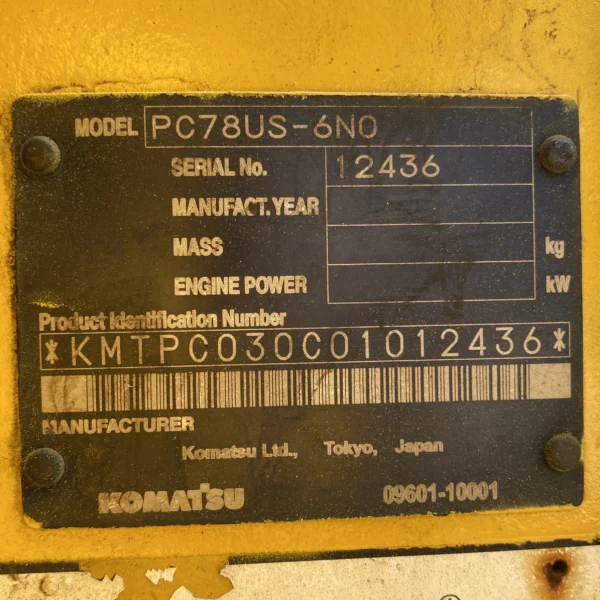 MODEL PC78US-6NO
SERIAL No. 12436
MANUFACT. YEAR
MASS kg
ENGINE POWER kW
Product Identification Number
*KMTPC030C01012436*
MANUFACTURER
Komatsu Ltd., Tokyo, Japan
KOMATSU 09601-10001